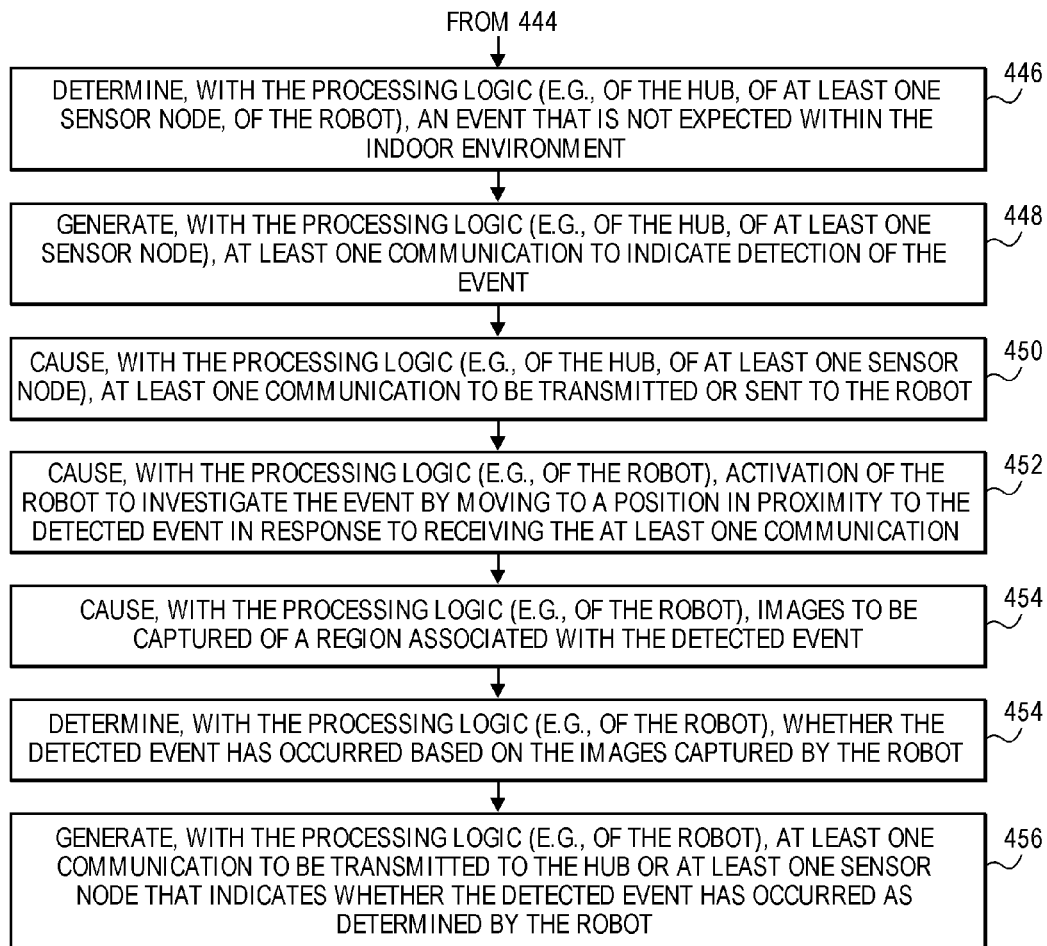 FROM 444
DETERMINE, WITH THE PROCESSING LOGIC (E.G., OF THE HUB, OF AT LEAST ONE
SENSOR NODE, OF THE ROBOT), AN EVENT THAT IS NOT EXPECTED WITHIN THE
INDOOR ENVIRONMENT
446
GENERATE, WITH THE PROCESSING LOGIC (E.G., OF THE HUB, OF AT LEAST ONE
SENSOR NODE), AT LEAST ONE COMMUNICATION TO INDICATE DETECTION OF THE
EVENT
448
CAUSE, WITH THE PROCESSING LOGIC (E.G., OF THE HUB, OF AT LEAST ONE SENSOR
NODE), AT LEAST ONE COMMUNICATION TO BE TRANSMITTED OR SENT TO THE ROBOT
450
CAUSE, WITH THE PROCESSING LOGIC (E.G., OF THE ROBOT), ACTIVATION OF THE
ROBOT TO INVESTIGATE THE EVENT BY MOVING TO A POSITION IN PROXIMITY TO THE
DETECTED EVENT IN RESPONSE TO RECEIVING THE AT LEAST ONE COMMUNICATION
452
CAUSE, WITH THE PROCESSING LOGIC (E.G., OF THE ROBOT), IMAGES TO BE
CAPTURED OF A REGION ASSOCIATED WITH THE DETECTED EVENT
454
DETERMINE, WITH THE PROCESSING LOGIC (E.G., OF THE ROBOT), WHETHER THE
DETECTED EVENT HAS OCCURRED BASED ON THE IMAGES CAPTURED BY THE ROBOT
454
GENERATE, WITH THE PROCESSING LOGIC (E.G., OF THE ROBOT), AT LEAST ONE
COMMUNICATION TO BE TRANSMITTED TO THE HUB OR AT LEAST ONE SENSOR
NODE THAT INDICATES WHETHER THE DETECTED EVENT HAS OCCURRED AS
DETERMINED BY THE ROBOT
456